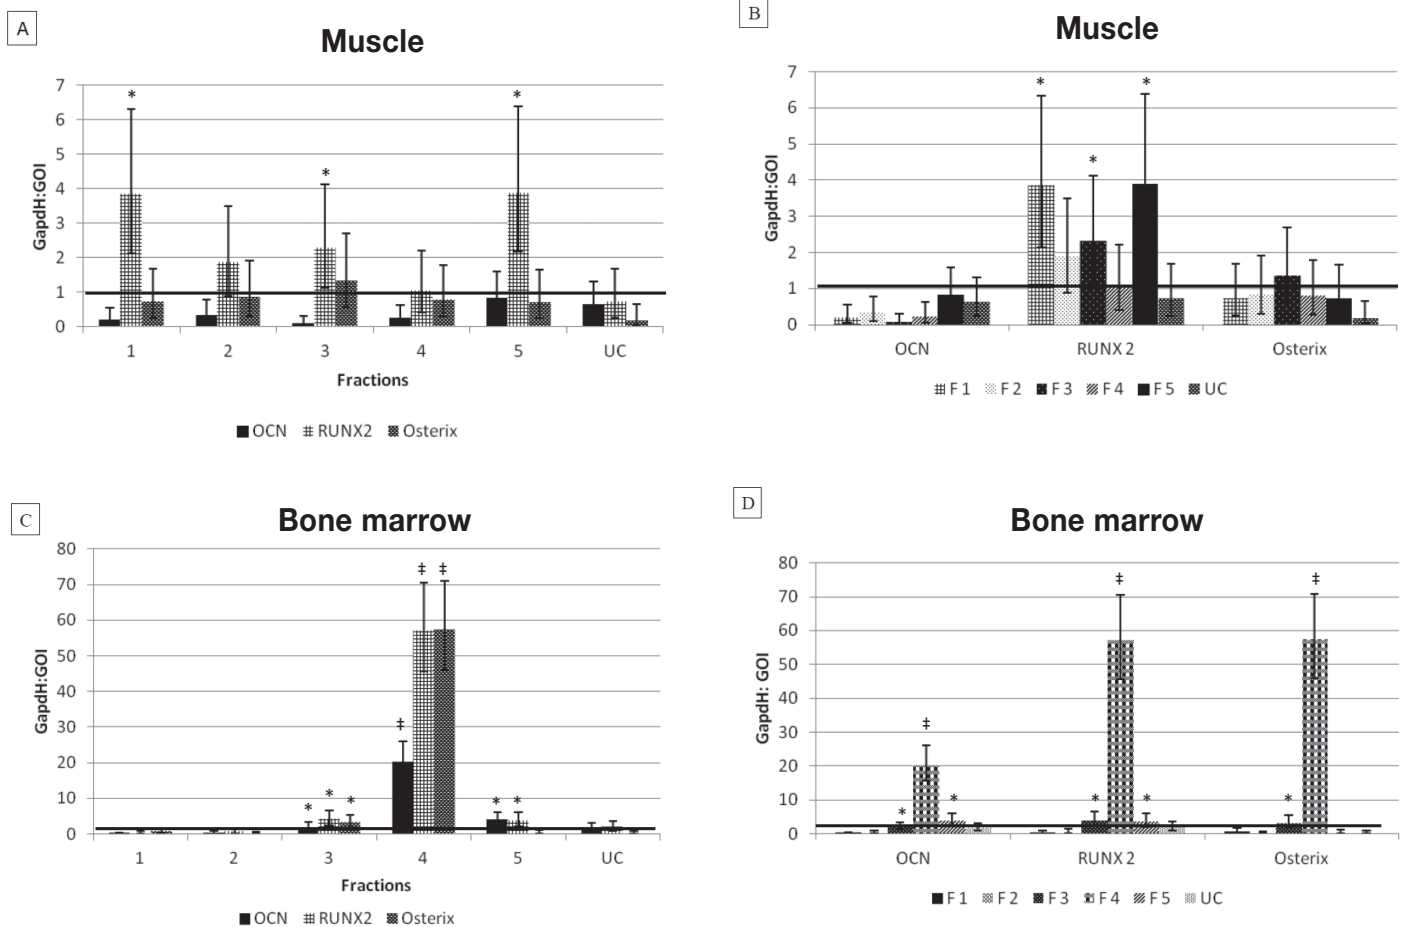 A
Muscle
7
6
5
4
3
2
1
0
GapdH:GOI
* * *
1 2 3 4 5 UC
Fractions
OCN RUNX2 Osterix
B
Muscle
7
6
5
4
3
2
1
0
GapdH:GOI
* * *
OCN RUNX 2 Osterix
F 1 F 2 F 3 F 4 F 5 UC
C
Bone marrow
80
70
60
50
40
30
20
10
0
GapdH:GOI
‡ ‡
‡
* * * * *
1 2 3 4 5 UC
Fractions
OCN RUNX2 Osterix
D
Bone marrow
80
70
60
50
40
30
20
10
0
GapdH: GOI
‡ ‡
‡
* * * * *
OCN RUNX 2 Osterix
F 1 F 2 F 3 F 4 F 5 UC